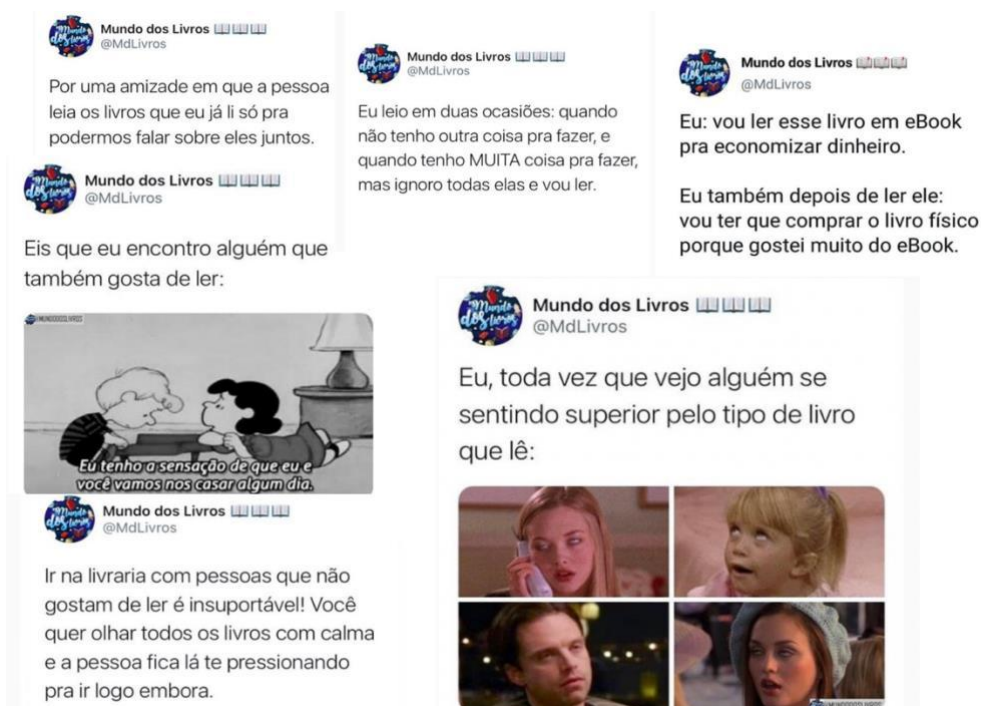 Mundo dos Livros
@MdLivros
Por uma amizade em que a pessoa
leia os livros que eu já li só pra
podermos falar sobre eles juntos.
Mundo dos Livros
@MdLivros
Eu leio em duas ocasiões: quando
não tenho outra coisa pra fazer, e
quando tenho MUITA coisa pra fazer,
mas ignoro todas elas e vou ler.
Mundo dos Livros
@MdLivros
Eu: vou ler esse livro em eBook
pra economizar dinheiro.
Eu também depois de ler ele:
vou ter que comprar o livro físico
porque gostei muito do eBook.
Mundo dos Livros
@MdLivros
Eis que eu encontro alguém que
também gosta de ler:
@MUNDODOSLIVROS
Eu tenho a sensação de que eu e
você vamos nos casar algum dia.
Mundo dos Livros
@MdLivros
Eu, toda vez que vejo alguém se
sentindo superior pelo tipo de livro
que lê:
@MUNDODOSLIVROS
Mundo dos Livros
@MdLivros
Ir na livraria com pessoas que não
gostam de ler é insuportável! Você
quer olhar todos os livros com calma
e a pessoa fica lá te pressionando
pra ir logo embora.